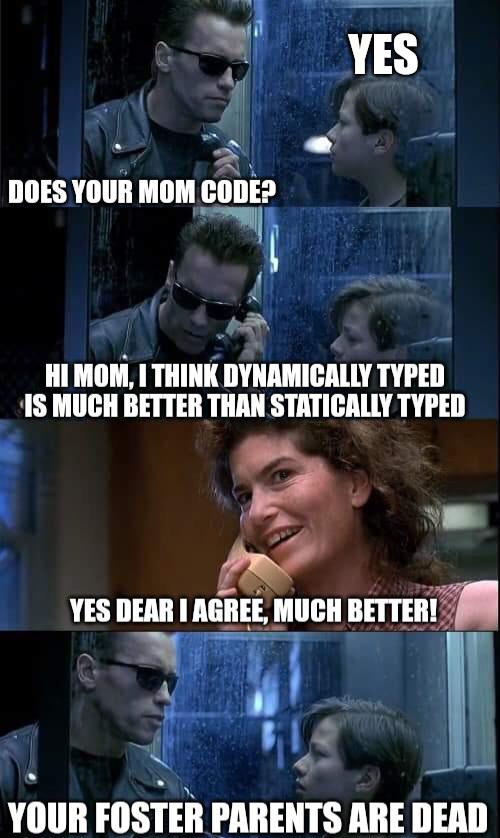 YES
DOES YOUR MOM CODE?
HI MOM, I THINK DYNAMICALLY TYPED
IS MUCH BETTER THAN STATICALLY TYPED
YES DEAR I AGREE, MUCH BETTER!
YOUR FOSTER PARENTS ARE DEAD